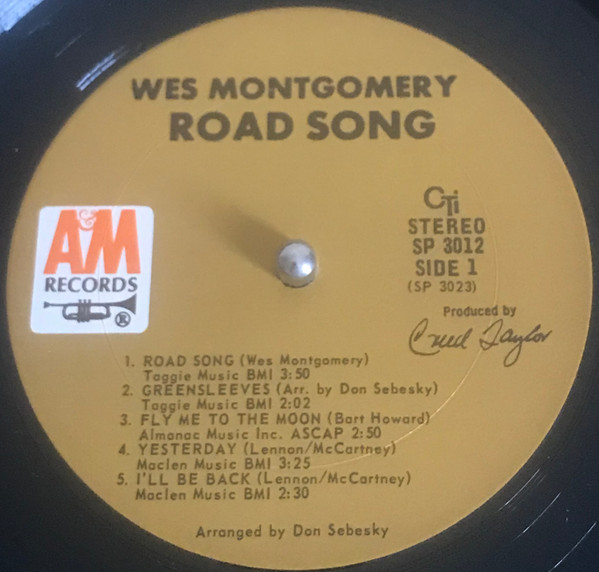 WES MONTGOMERY
ROAD SONG
A&M
RECORDS
®
CTi
STEREO
SP 3012
SIDE 1
(SP 3023)
Produced by
Creed Taylor
1. ROAD SONG (Wes Montgomery)
Taggie Music BMI 3:50
2. GREENSLEEVES (Arr. by Don Sebesky)
Taggie Music BMI 2:02
3. FLY ME TO THE MOON (Bart Howard)
Almanac Music Inc. ASCAP 2:50
4. YESTERDAY (Lennon/McCartney)
Maclen Music BMI 3:25
5. I'LL BE BACK (Lennon/McCartney)
Maclen Music BMI 2:30
Arranged by Don Sebesky